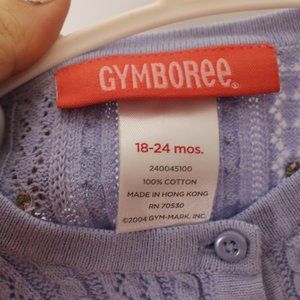 GYMBOREE®
18-24 mos.
240045100
100% COTTON
MADE IN HONG KONG
RN 70530
©2004 GYM-MARK, INC.